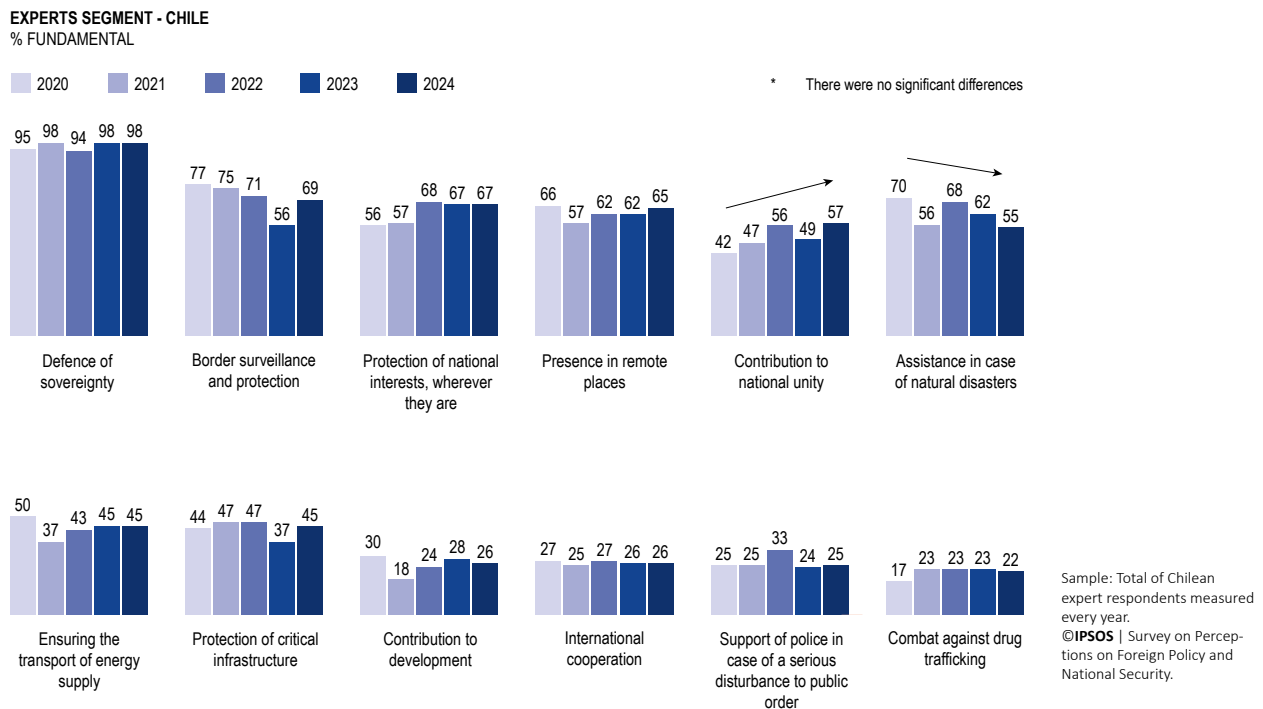 EXPERTS SEGMENT - CHILE
% FUNDAMENTAL
2020 2021 2022 2023 2024
* There were no significant differences
95 98 94 98 98
Defence of
sovereignty
77 75 71 56 69
Border surveillance
and protection
56 57 68 67 67
Protection of national
interests, wherever
they are
66 57 62 62 65
Presence in remote
places
42 47 56 49 57
Contribution to
national unity
70 56 68 62 55
Assistance in case
of natural disasters
50 37 43 45 45
Ensuring the
transport of energy
supply
44 47 47 37 45
Protection of critical
infrastructure
30 18 24 28 26
Contribution to
development
27 25 27 26 26
International
cooperation
25 25 33 24 25
Support of police in
case of a serious
disturbance to public
order
17 23 23 23 22
Combat against drug
trafficking
Sample: Total of Chilean
expert respondents measured
every year.
©IPSOS | Survey on Percep-
tions on Foreign Policy and
National Security.